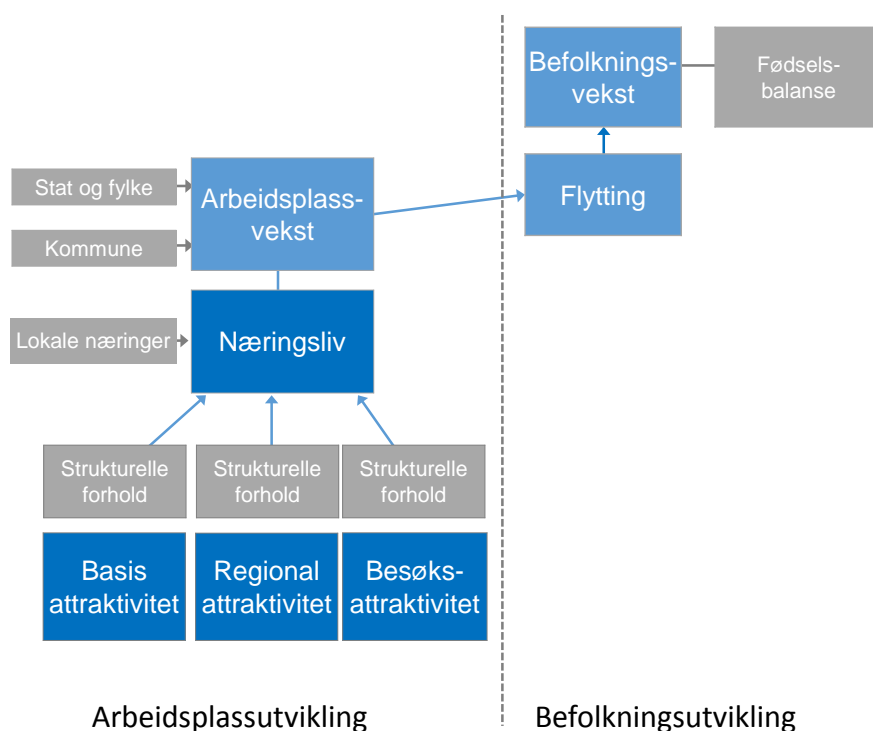 Befolknings-
vekst
Fødsels-
balanse
Stat og fylke
Arbeidsplass-
vekst
Flytting
Kommune
Lokale næringer
Næringsliv
Strukturelle
forhold
Strukturelle
forhold
Strukturelle
forhold
Basis
attraktivitet
Regional
attraktivitet
Besøks-
attraktivitet
Arbeidsplassutvikling
Befolkningsutvikling